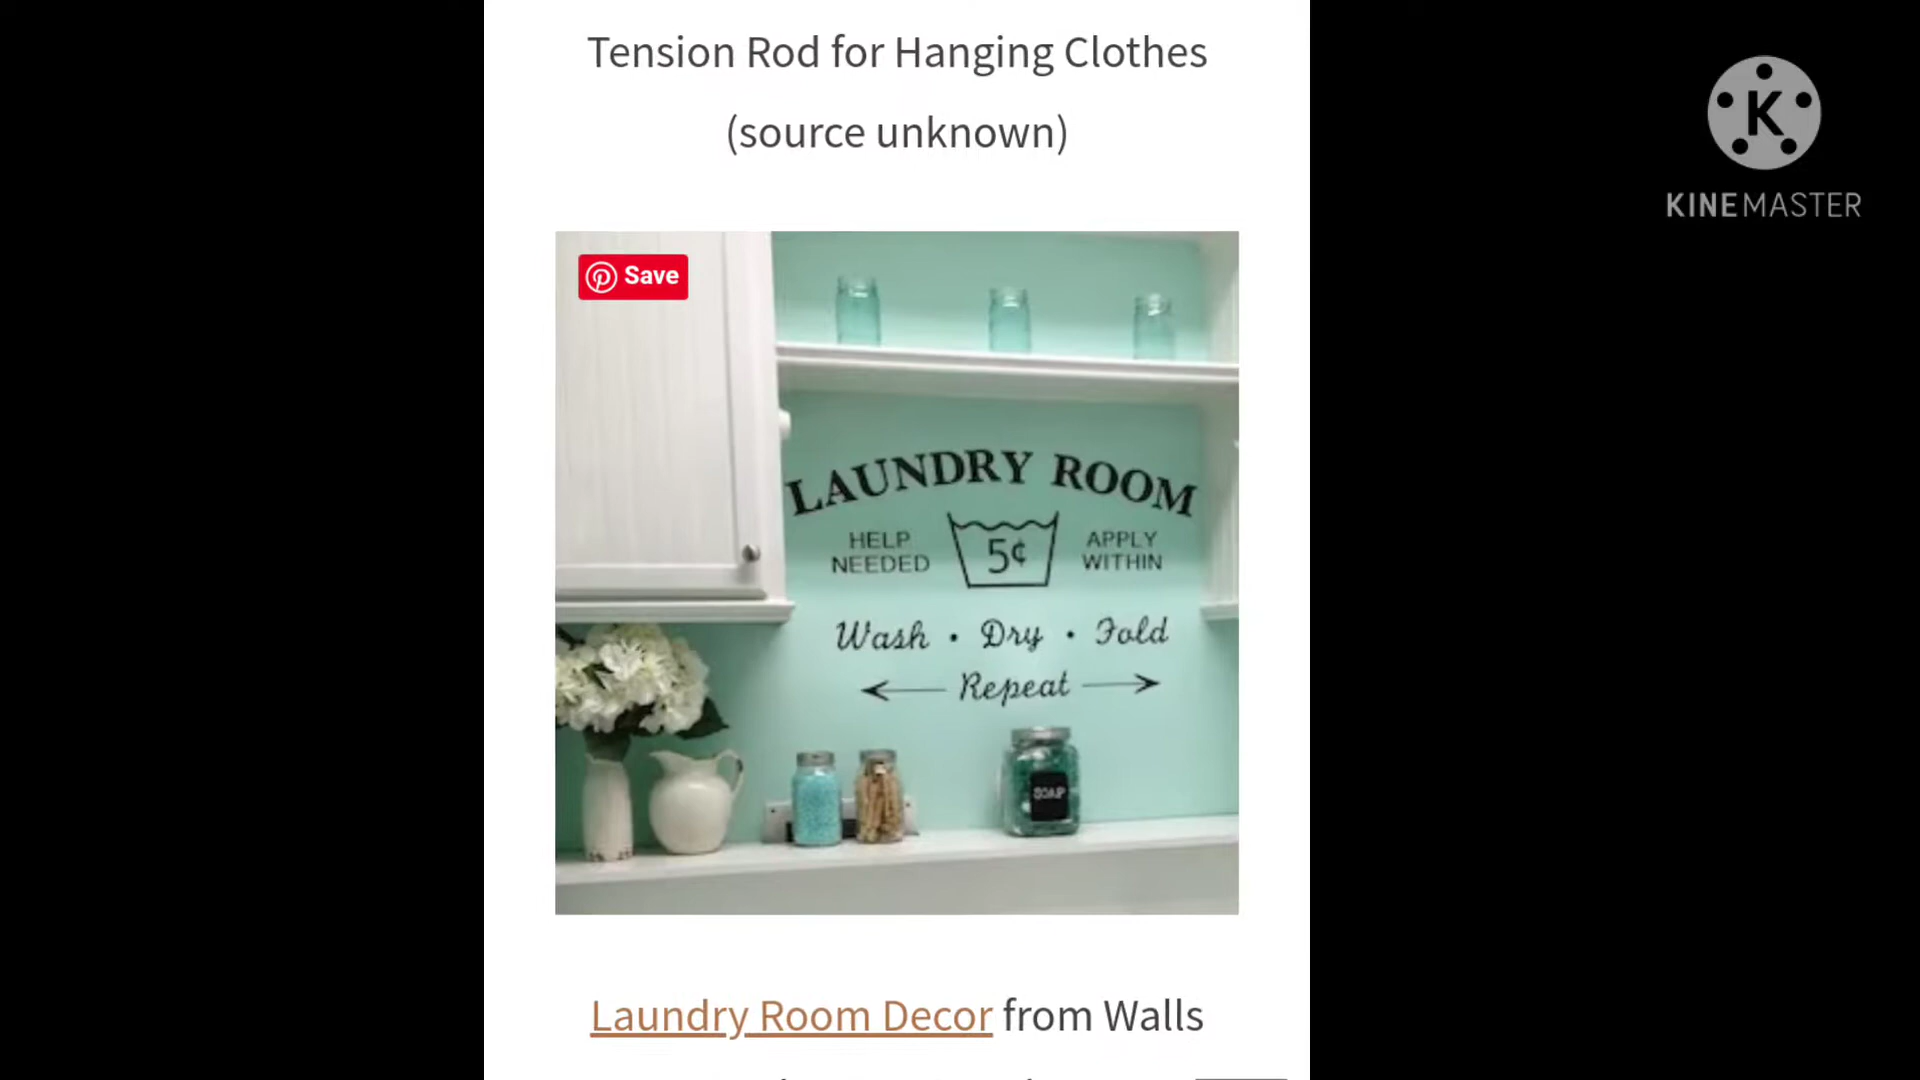 Tension Rod for Hanging Clothes
(source unknown)
KINEMASTER
Save
LAUNDRY ROOM
HELP NEEDED
5¢
APPLY WITHIN
Wash • Dry • Fold
Repeat
SOAP
Laundry Room Decor from Walls